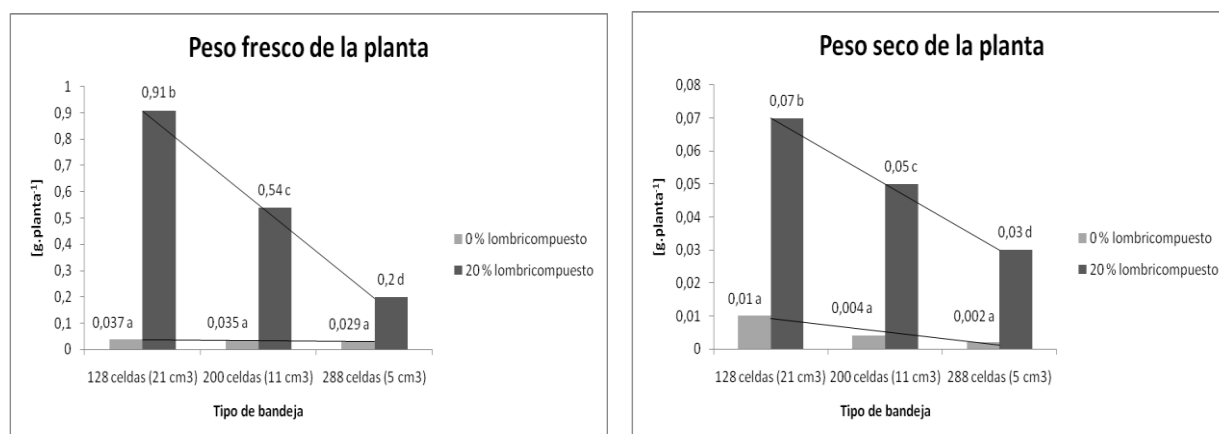 Peso fresco de la planta
1
0,9
0,8
0,7
0,6
0,5
0,4
0,3
0,2
0,1
0
[g.planta⁻¹]
0,91 b
0,54 c
0,2 d
0,037 a
0,035 a
0,029 a
128 celdas (21 cm3)
200 celdas (11 cm3)
288 celdas (5 cm3)
Tipo de bandeja
0 % lombricompuesto
20 % lombricompuesto
Peso seco de la planta
0,08
0,07
0,06
0,05
0,04
0,03
0,02
0,01
0
[g.planta⁻¹]
0,07 b
0,05 c
0,03 d
0,01 a
0,004 a
0,002 a
128 celdas (21 cm3)
200 celdas (11 cm3)
288 celdas (5 cm3)
Tipo de bandeja
0 % lombricompuesto
20 % lombricompuesto